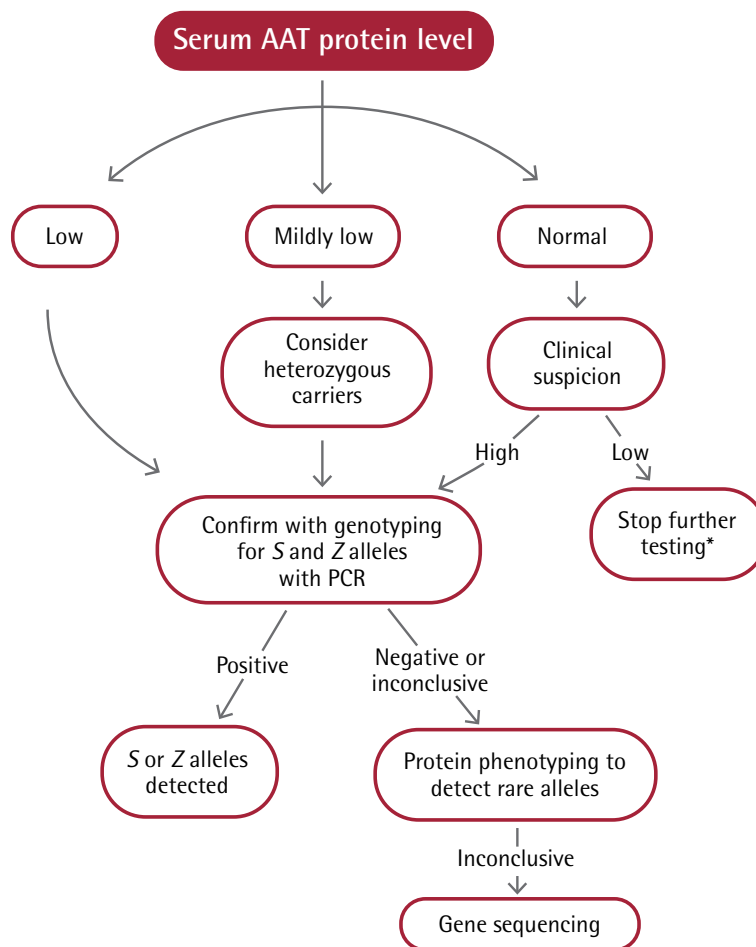 Serum AAT protein level
Low
Mildly low
Normal
Consider
heterozygous
carriers
Clinical
suspicion
High
Low
Confirm with genotyping
for S and Z alleles
with PCR
Stop further
testing*
Positive
Negative or
inconclusive
S or Z alleles
detected
Protein phenotyping to
detect rare alleles
Inconclusive
Gene sequencing